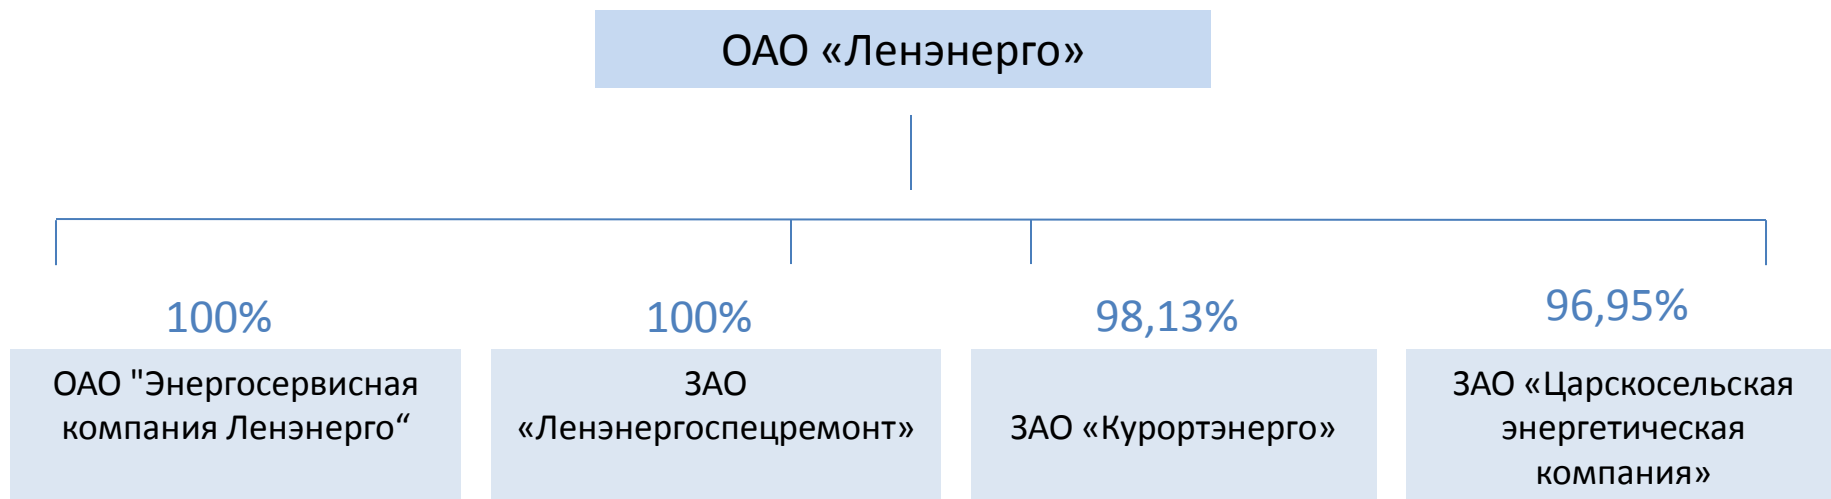 ОАО «Ленэнерго»
100%
100%
98,13%
96,95%
ОАО "Энергосервисная
компания Ленэнерго“
ЗАО
«Ленэнергоспецремонт»
ЗАО «Курортэнерго»
ЗАО «Царскосельская
энергетическая
компания»